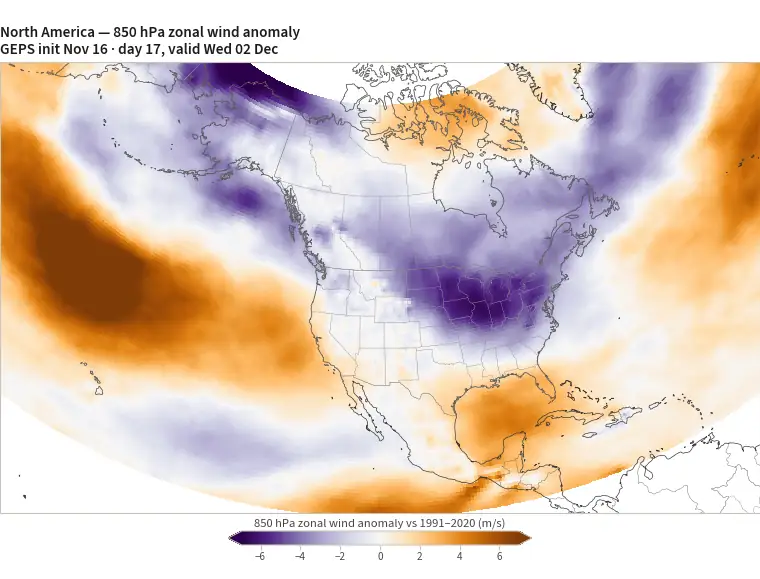 North America — 850 hPa zonal wind anomaly
GEPS init Nov 16 · day 17, valid Wed 02 Dec
850 hPa zonal wind anomaly vs 1991–2020 (m/s)
−6 −4 −2 0 2 4 6